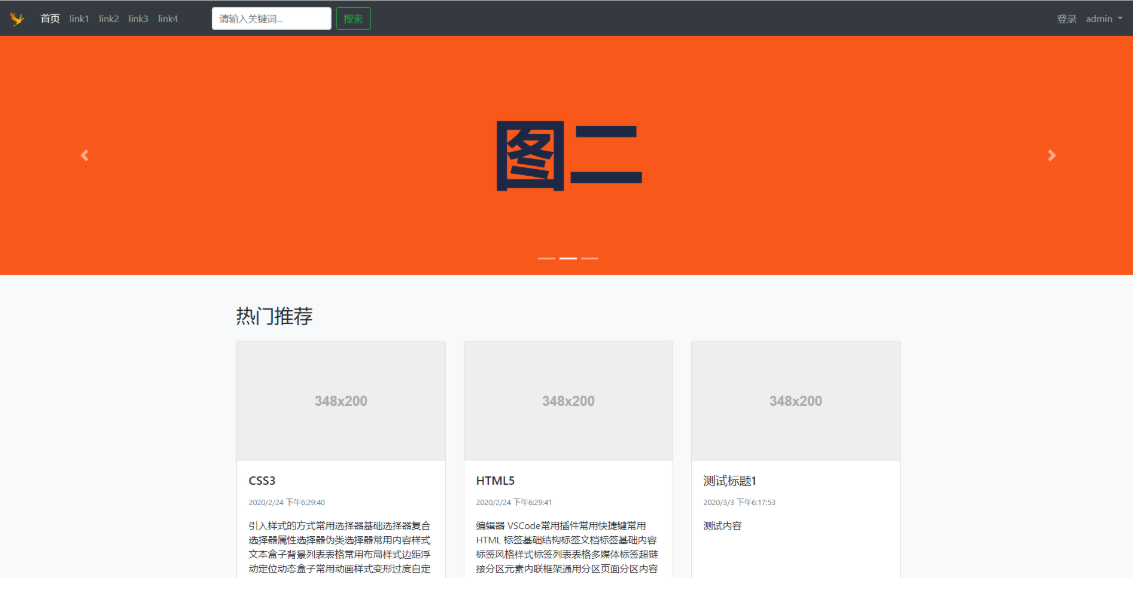 首页 link1 link2 link3 link4 请输入关键词... 搜索 登录 admin
图二
热门推荐
348x200 348x200 348x200
CSS3
2020/2/24 下午6:29:40
引入样式的方式常用选择器基础选择器复合
选择器属性选择器伪类选择器常用内容样式
文本盒子背景列表表格常用布局样式边距浮
动定位动态盒子常用动画样式变形过度自定
HTML5
2020/2/24 下午6:29:41
编辑器 VSCode常用插件常用快捷键常用
HTML 标签基础结构标签文档标签基础内容
标签风格样式标签列表表格多媒体标签超链
接分区元素内联框架通用分区页面分区内容
测试标题1
2020/3/3 下午6:17:53
测试内容